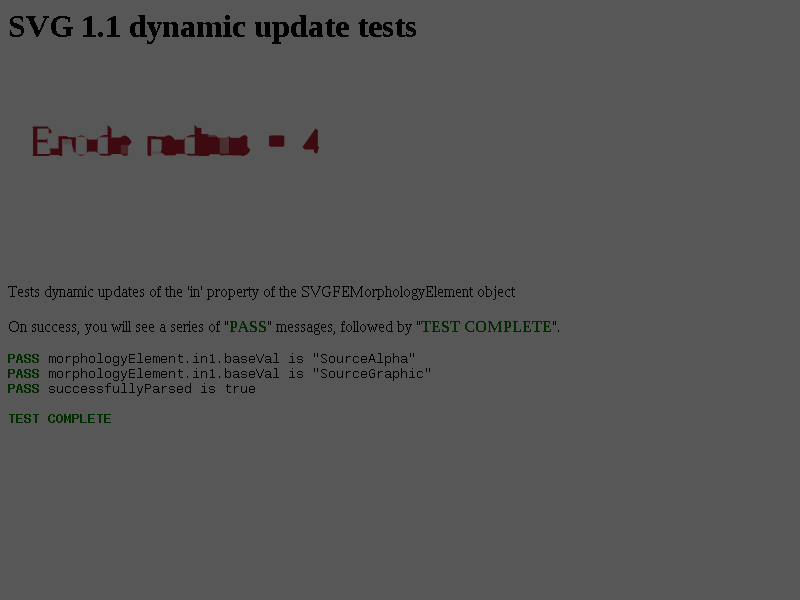 SVG 1.1 dynamic update tests
Erode radius = 4
Tests dynamic updates of the 'in' property of the SVGFEMorphologyElement object
On success, you will see a series of "PASS" messages, followed by "TEST COMPLETE".
PASS morphologyElement.in1.baseVal is "SourceAlpha"
PASS morphologyElement.in1.baseVal is "SourceGraphic"
PASS successfullyParsed is true
TEST COMPLETE